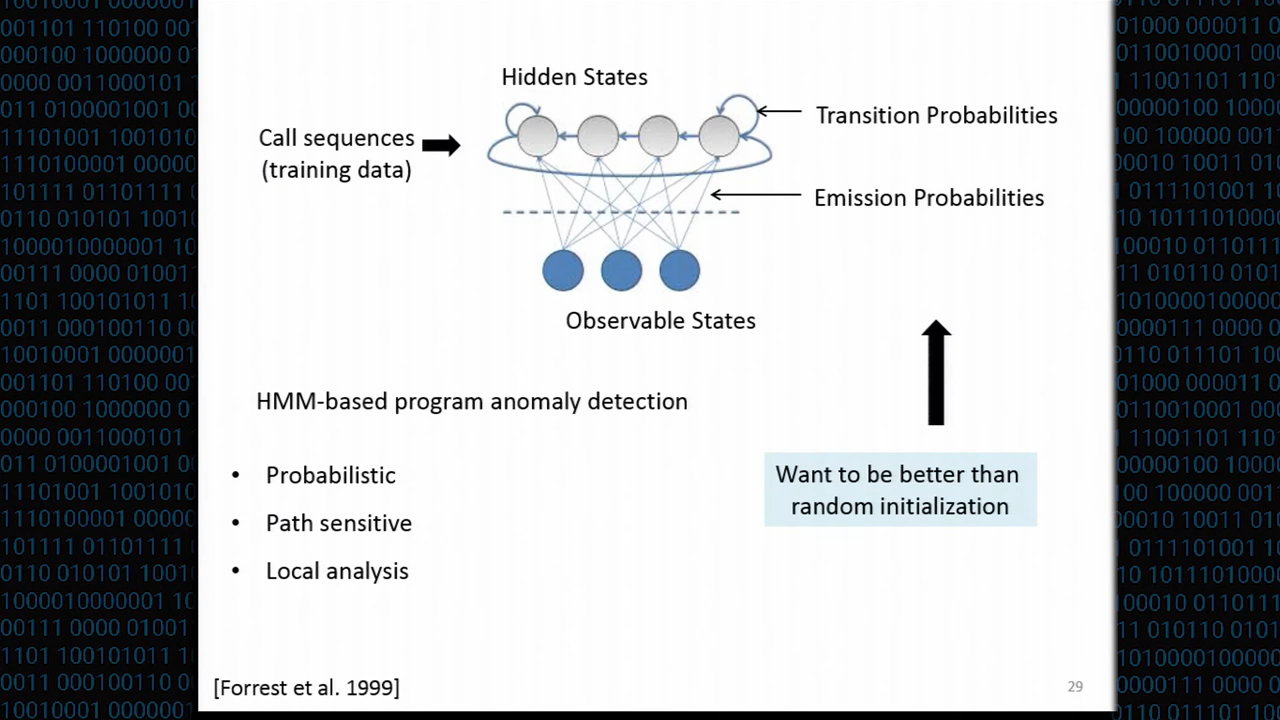 Hidden States
Call sequences
(training data)
Transition Probabilities
Emission Probabilities
Observable States
HMM-based program anomaly detection
• Probabilistic
• Path sensitive
• Local analysis
Want to be better than
random initialization
[Forrest et al. 1999]
29